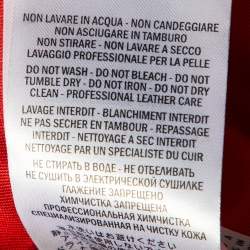 NON LAVARE IN ACQUA - NON CANDEGGIARE
NON ASCIUGARE IN TAMBURO
NON STIRARE - NON LAVARE A SECCO
LAVAGGIO PROFESSIONALE PER LA PELLE
DO NOT WASH - DO NOT BLEACH - DO NOT
TUMBLE DRY - DO NOT IRON - DO NOT DRY
CLEAN - PROFESSIONAL LEATHER CARE
LAVAGE INTERDIT - BLANCHIMENT INTERDIT
NE PAS SECHER EN TAMBOUR - REPASSAGE
INTERDIT - NETTOYAGE A SEC INTERDIT
NETTOYAGE PAR UN SPECIALISTE DU CUIR
НЕ СТИРАТЬ В ВОДЕ - НЕ ОТБЕЛИВАТЬ
НЕ СУШИТЬ В ЭЛЕКТРИЧЕСКОЙ СУШИЛКЕ
ГЛАЖЕНИЕ ЗАПРЕЩЕНО
ХИМЧИСТКА ЗАПРЕЩЕНА
ПРОФЕССИОНАЛЬНАЯ ХИМЧИСТКА
СПЕЦИАЛИЗИРОВАННАЯ НА ЧИСТКУ КОЖА